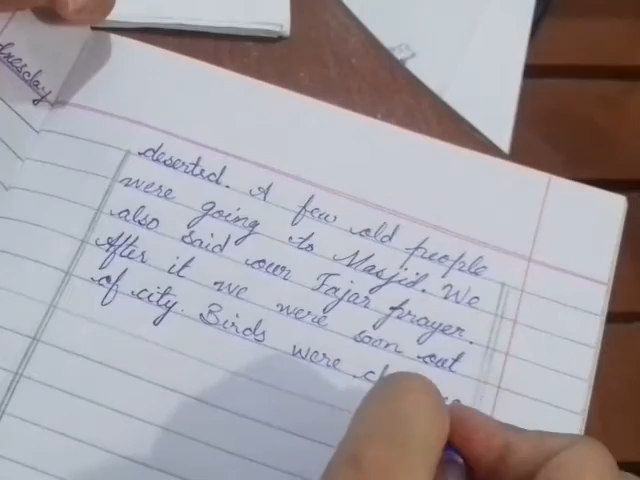 dnesday
deserted. A few old people
were going to Masjid. We
also said our Fajar prayer.
After it we were soon out
of city. Birds were